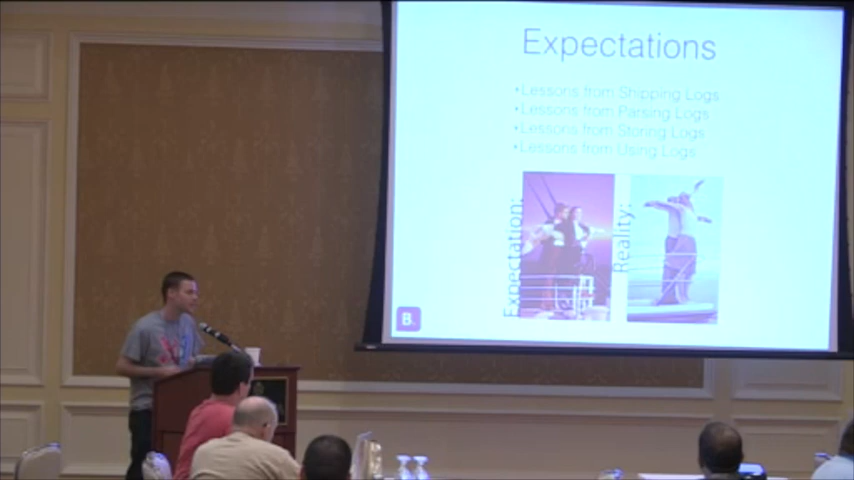 Expectations
•Lessons from Shipping Logs
•Lessons from Parsing Logs
•Lessons from Storing Logs
•Lessons from Using Logs
Expectation:
Reality:
B.